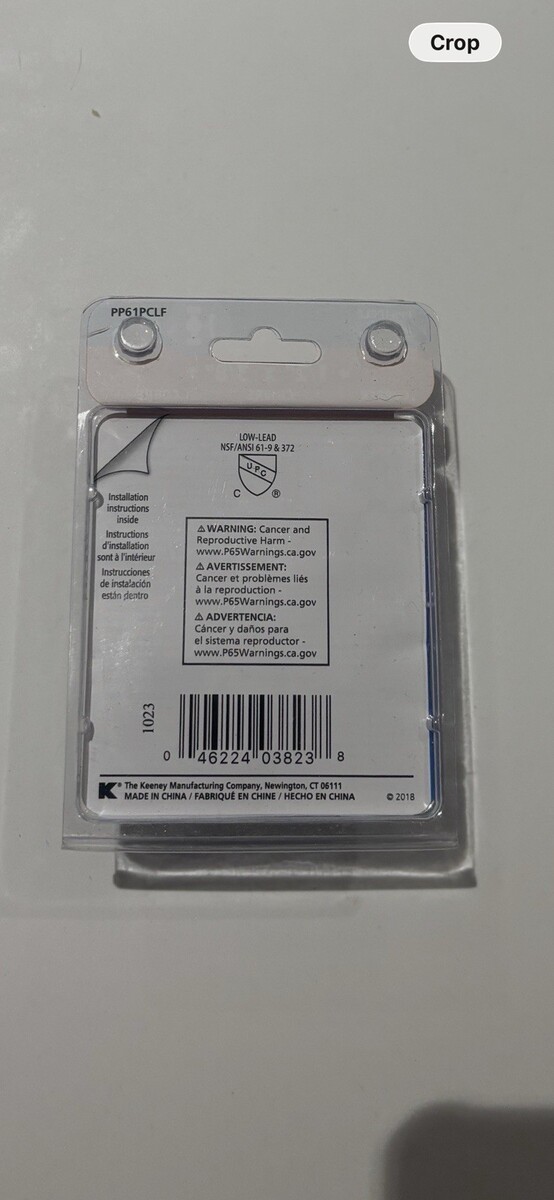 Crop
PP61PCLF
LOW-LEAD
NSF/ANSI 61-9 & 372
UPC
C ®
Installation
instructions
inside
Instructions
d'installation
sont à l'intérieur
Instrucciones
de instalación
están dentro
⚠ WARNING: Cancer and
Reproductive Harm -
www.P65Warnings.ca.gov
⚠ AVERTISSEMENT:
Cancer et problèmes liés
à la reproduction -
www.P65Warnings.ca.gov
⚠ ADVERTENCIA:
Cáncer y daños para
el sistema reproductor -
www.P65Warnings.ca.gov
1023
0 46224 03823 8
K® The Keeney Manufacturing Company, Newington, CT 06111
MADE IN CHINA / FABRIQUÉ EN CHINE / HECHO EN CHINA © 2018